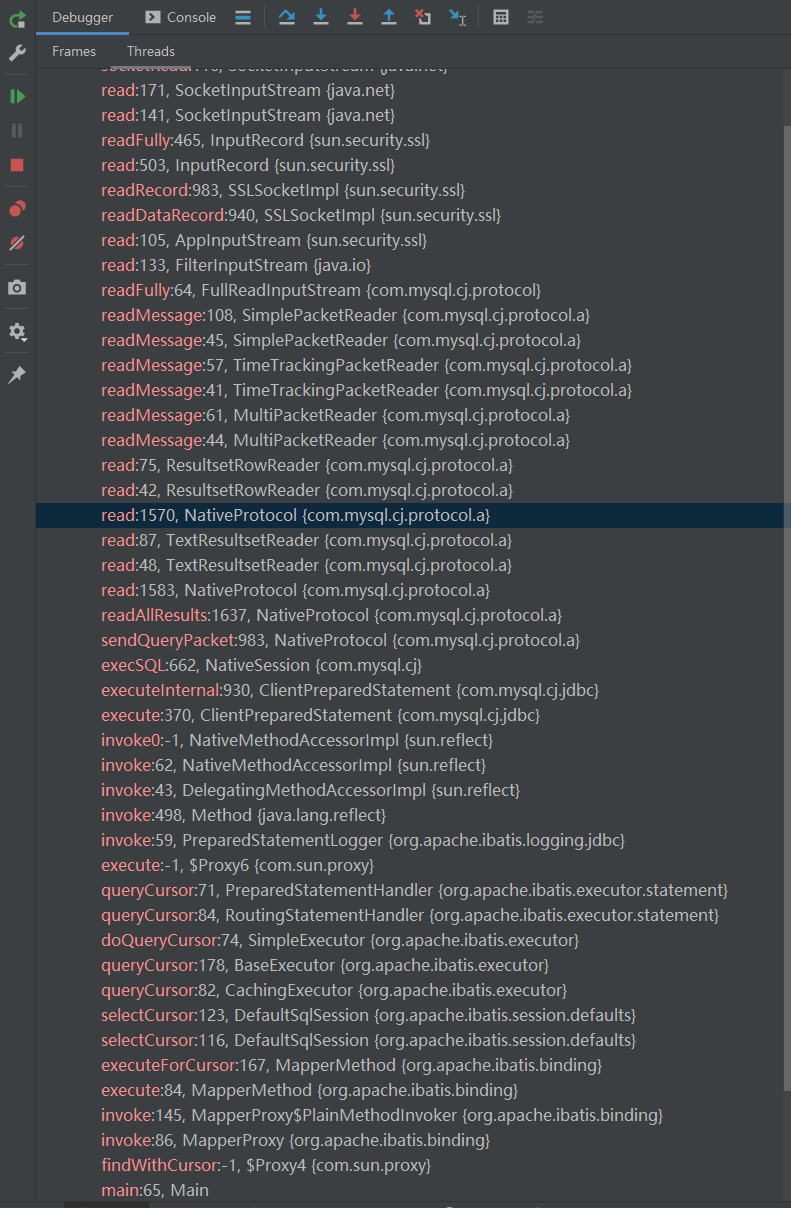 Debugger Console
Frames Threads
read:171, SocketInputStream {java.net}
read:141, SocketInputStream {java.net}
readFully:465, InputRecord {sun.security.ssl}
read:503, InputRecord {sun.security.ssl}
readRecord:983, SSLSocketImpl {sun.security.ssl}
readDataRecord:940, SSLSocketImpl {sun.security.ssl}
read:105, AppInputStream {sun.security.ssl}
read:133, FilterInputStream {java.io}
readFully:64, FullReadInputStream {com.mysql.cj.protocol}
readMessage:108, SimplePacketReader {com.mysql.cj.protocol.a}
readMessage:45, SimplePacketReader {com.mysql.cj.protocol.a}
readMessage:57, TimeTrackingPacketReader {com.mysql.cj.protocol.a}
readMessage:41, TimeTrackingPacketReader {com.mysql.cj.protocol.a}
readMessage:61, MultiPacketReader {com.mysql.cj.protocol.a}
readMessage:44, MultiPacketReader {com.mysql.cj.protocol.a}
read:75, ResultsetRowReader {com.mysql.cj.protocol.a}
read:42, ResultsetRowReader {com.mysql.cj.protocol.a}
read:1570, NativeProtocol {com.mysql.cj.protocol.a}
read:87, TextResultsetReader {com.mysql.cj.protocol.a}
read:48, TextResultsetReader {com.mysql.cj.protocol.a}
read:1583, NativeProtocol {com.mysql.cj.protocol.a}
readAllResults:1637, NativeProtocol {com.mysql.cj.protocol.a}
sendQueryPacket:983, NativeProtocol {com.mysql.cj.protocol.a}
execSQL:662, NativeSession {com.mysql.cj}
executeInternal:930, ClientPreparedStatement {com.mysql.cj.jdbc}
execute:370, ClientPreparedStatement {com.mysql.cj.jdbc}
invoke0:-1, NativeMethodAccessorImpl {sun.reflect}
invoke:62, NativeMethodAccessorImpl {sun.reflect}
invoke:43, DelegatingMethodAccessorImpl {sun.reflect}
invoke:498, Method {java.lang.reflect}
invoke:59, PreparedStatementLogger {org.apache.ibatis.logging.jdbc}
execute:-1, $Proxy6 {com.sun.proxy}
queryCursor:71, PreparedStatementHandler {org.apache.ibatis.executor.statement}
queryCursor:84, RoutingStatementHandler {org.apache.ibatis.executor.statement}
doQueryCursor:74, SimpleExecutor {org.apache.ibatis.executor}
queryCursor:178, BaseExecutor {org.apache.ibatis.executor}
queryCursor:82, CachingExecutor {org.apache.ibatis.executor}
selectCursor:123, DefaultSqlSession {org.apache.ibatis.session.defaults}
selectCursor:116, DefaultSqlSession {org.apache.ibatis.session.defaults}
executeForCursor:167, MapperMethod {org.apache.ibatis.binding}
execute:84, MapperMethod {org.apache.ibatis.binding}
invoke:145, MapperProxy$PlainMethodInvoker {org.apache.ibatis.binding}
invoke:86, MapperProxy {org.apache.ibatis.binding}
findWithCursor:-1, $Proxy4 {com.sun.proxy}
main:65, Main